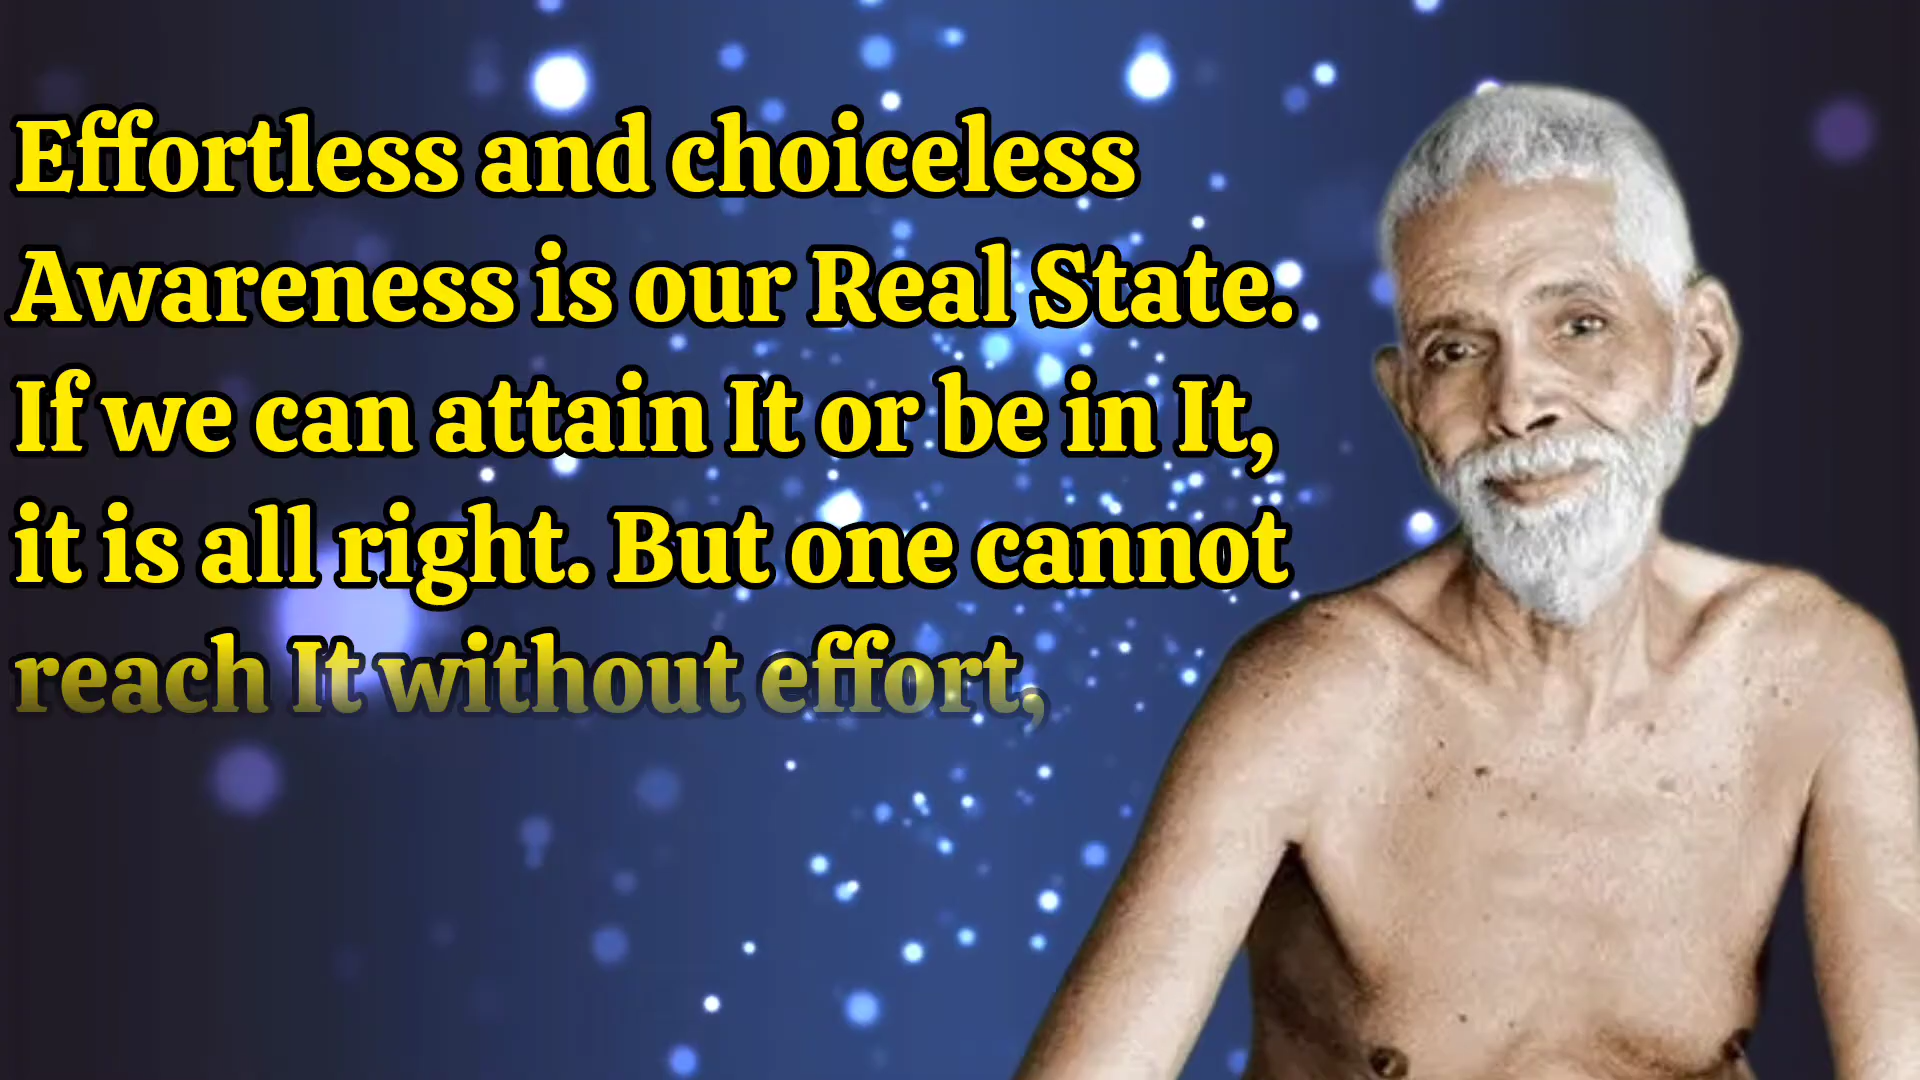 Effortless and choiceless
Awareness is our Real State.
If we can attain It or be in It,
it is all right. But one cannot
reach It without effort,